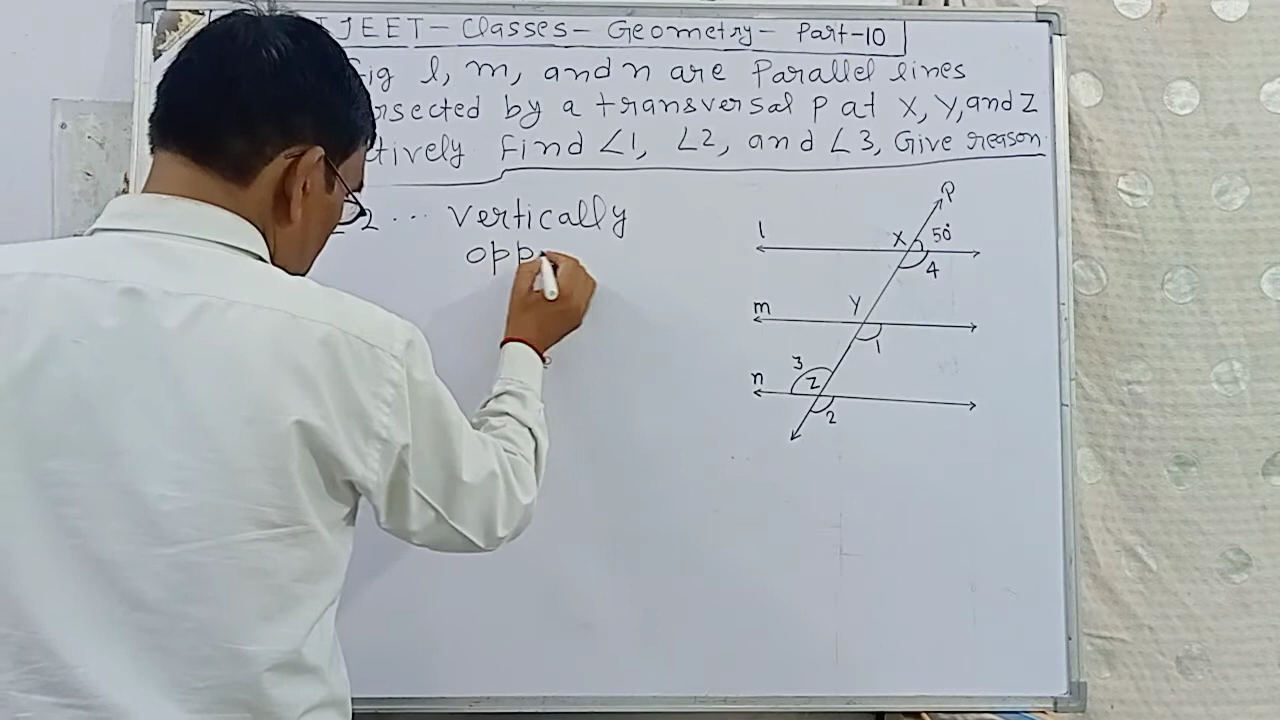 JEET - Classes - Geometry - Part-10
fig l, m, and n are Parallel lines
rsected by a transversal P at X, Y, and Z
tively Find ∠1, ∠2, and ∠3, Give reason.
∠2 ... vertically
opp
P
l X 50°
4
m Y
1
3
n Z
2